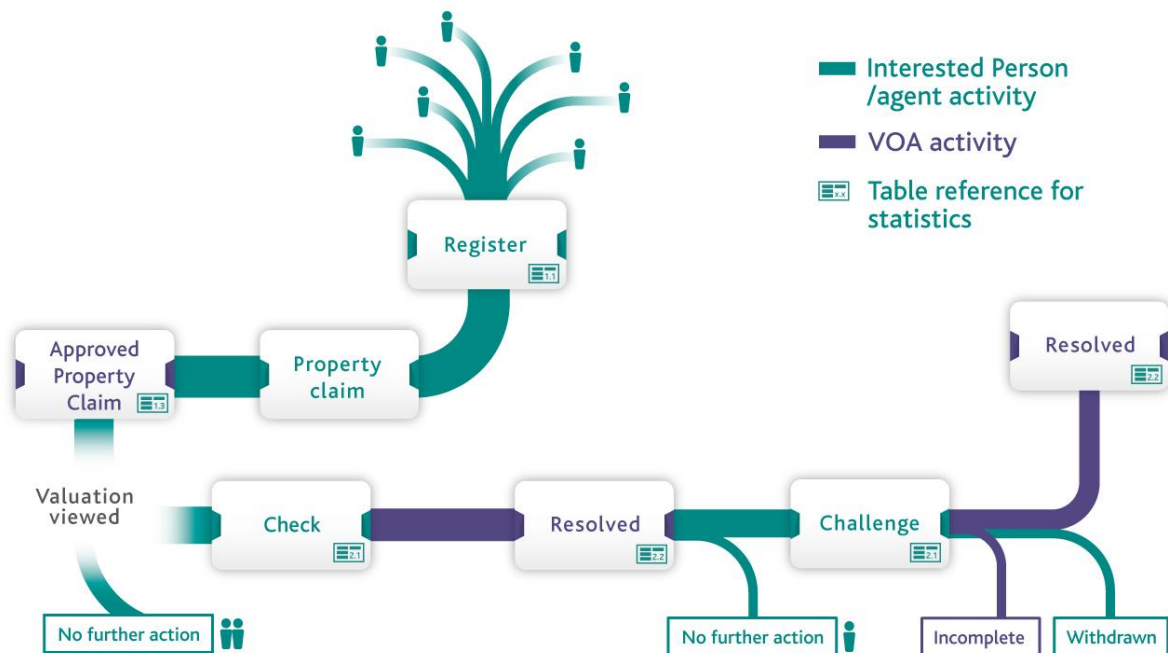 Interested Person
/agent activity
VOA activity
x.x
Table reference for
statistics
Register
1.1
Approved
Property
Claim
1.3
Property
claim
Resolved
2.2
Valuation
viewed
Check
2.1
Resolved
2.2
Challenge
2.1
No further action
No further action
Incomplete
Withdrawn